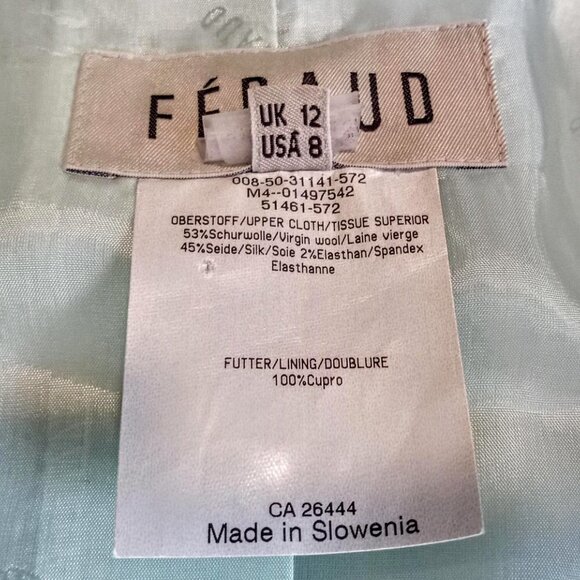 FÉRAUD
UK 12
USA 8
008-50-31141-572
M4--01497542
51461-572
OBERSTOFF/UPPER CLOTH/TISSUE SUPERIOR
53%Schurwolle/Virgin wool/Laine vierge
45%Seide/Silk/Soie 2%Elasthan/Spandex
Elasthanne
FUTTER/LINING/DOUBLURE
100%Cupro
CA 26444
Made in Slowenia